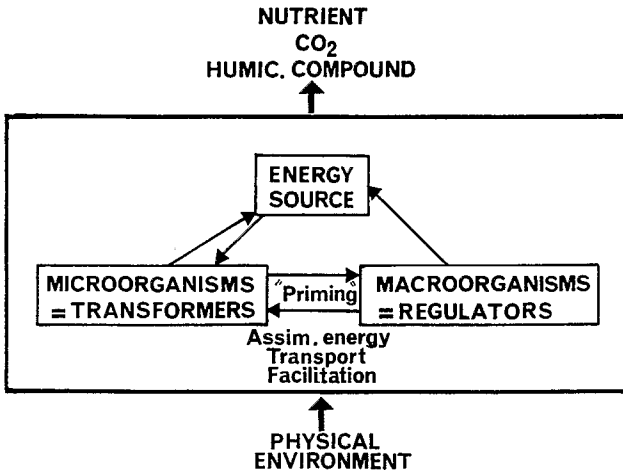 NUTRIENT
CO2
HUMIC. COMPOUND
ENERGY
SOURCE
MICROORGANISMS
= TRANSFORMERS
"Priming"
MACROORGANISMS
= REGULATORS
Assim. energy
Transport
Facilitation
PHYSICAL
ENVIRONMENT